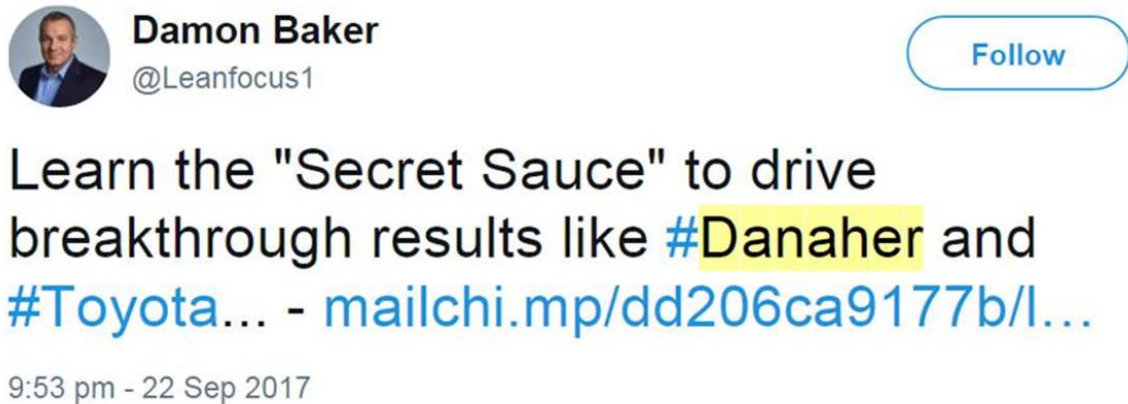 Damon Baker
@Leanfocus1
Follow
Learn the "Secret Sauce" to drive
breakthrough results like #Danaher and
#Toyota... - mailchi.mp/dd206ca9177b/l...
9:53 pm - 22 Sep 2017